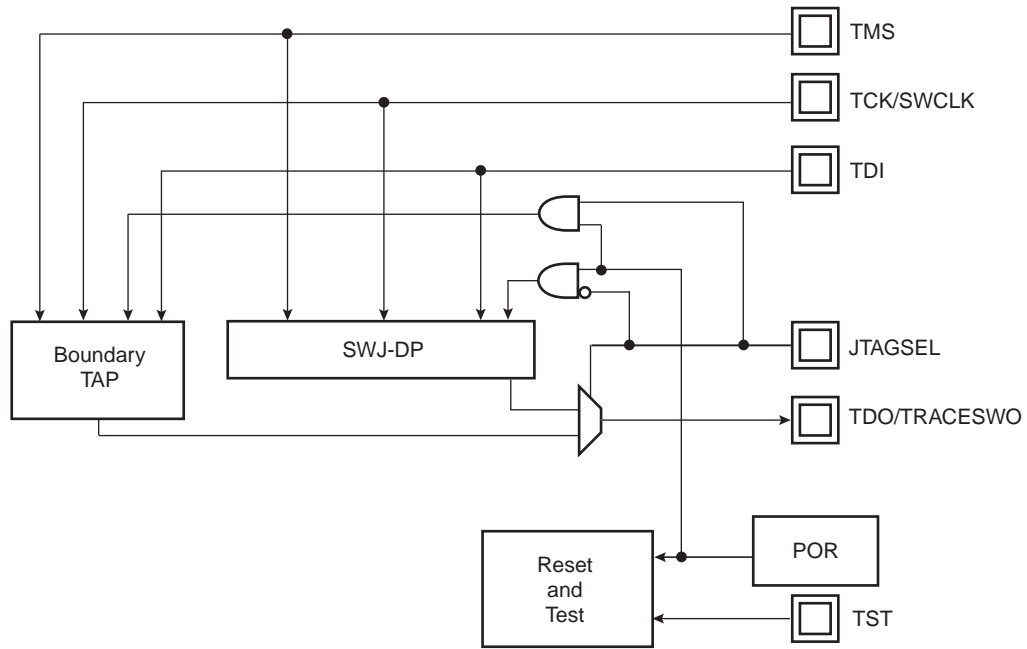 TMS
TCK/SWCLK
TDI
Boundary
TAP
SWJ-DP
JTAGSEL
TDO/TRACESWO
Reset
and
Test
POR
TST